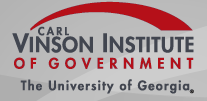 CARL
VINSON INSTITUTE
OF GOVERNMENT
The University of Georgia.